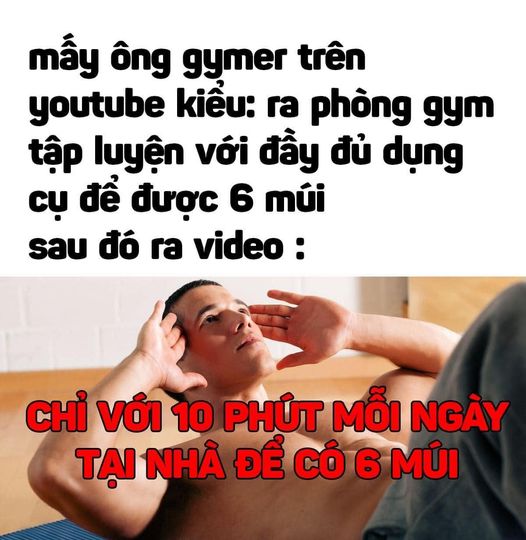 mấy ông gymer trên
youtube kiểu: ra phòng gym
tập luyện với đầy đủ dụng
cụ để được 6 múi
sau đó ra video :
CHỈ VỚI 10 PHÚT MỖI NGÀY
TẠI NHÀ ĐỂ CÓ 6 MÚI